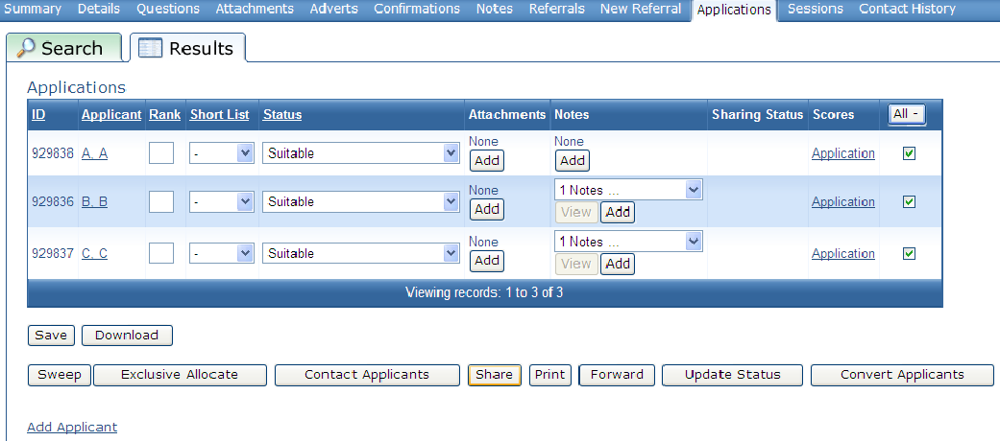 Summary Details Questions Attachments Adverts Confirmations Notes Referrals New Referral Applications Sessions Contact History
Search Results
Applications
ID Applicant Rank Short List Status Attachments Notes Sharing Status Scores All -
929838 A, A - Suitable None Add None Add Application
929836 B, B - Suitable None Add 1 Notes ... View Add Application
929837 C, C - Suitable None Add 1 Notes ... View Add Application
Viewing records: 1 to 3 of 3
Save Download
Sweep Exclusive Allocate Contact Applicants Share Print Forward Update Status Convert Applicants
Add Applicant